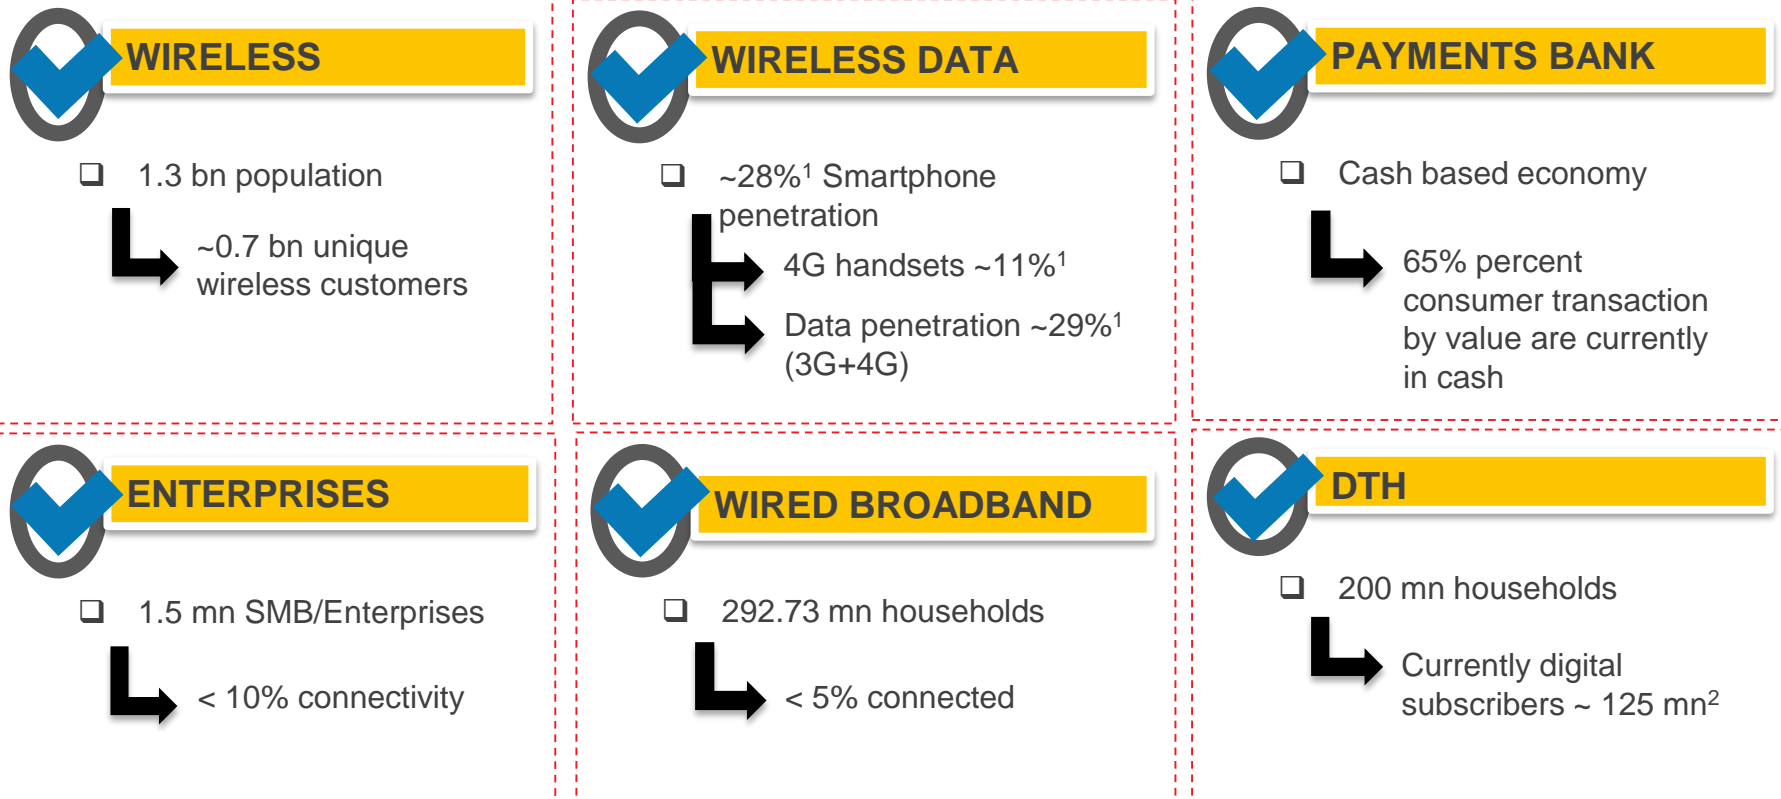 WIRELESS
1.3 bn population
~0.7 bn unique
wireless customers
WIRELESS DATA
~28%¹ Smartphone
penetration
4G handsets ~11%¹
Data penetration ~29%¹
(3G+4G)
PAYMENTS BANK
Cash based economy
65% percent
consumer transaction
by value are currently
in cash
ENTERPRISES
1.5 mn SMB/Enterprises
< 10% connectivity
WIRED BROADBAND
292.73 mn households
< 5% connected
DTH
200 mn households
Currently digital
subscribers ~ 125 mn²